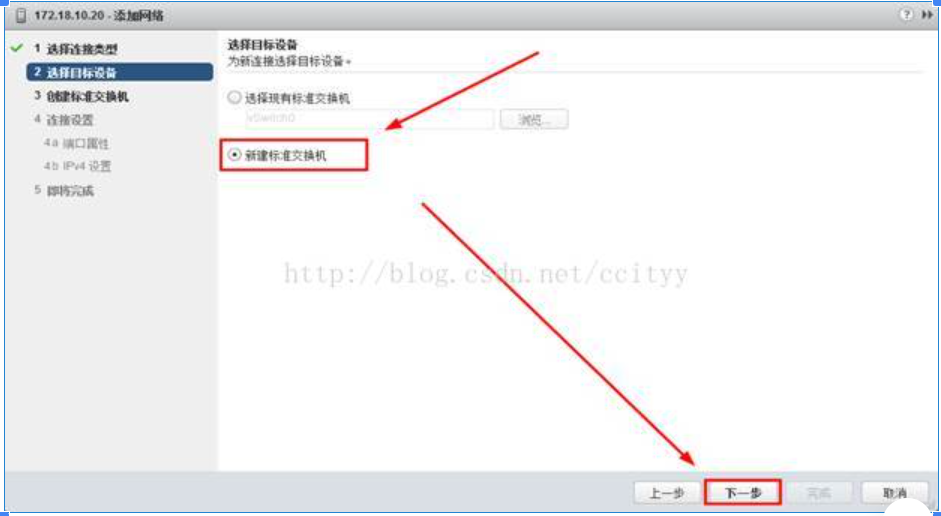 172.18.10.20 - 添加网络
1 选择连接类型
2 选择目标设备
3 创建标准交换机
4 连接设置
4a 端口属性
4b IPv4 设置
5 即将完成
选择目标设备
为新连接选择目标设备。
选择现有标准交换机
vSwitch0
浏览...
新建标准交换机
http://blog.csdn.net/ccityy
上一步
下一步
完成
取消